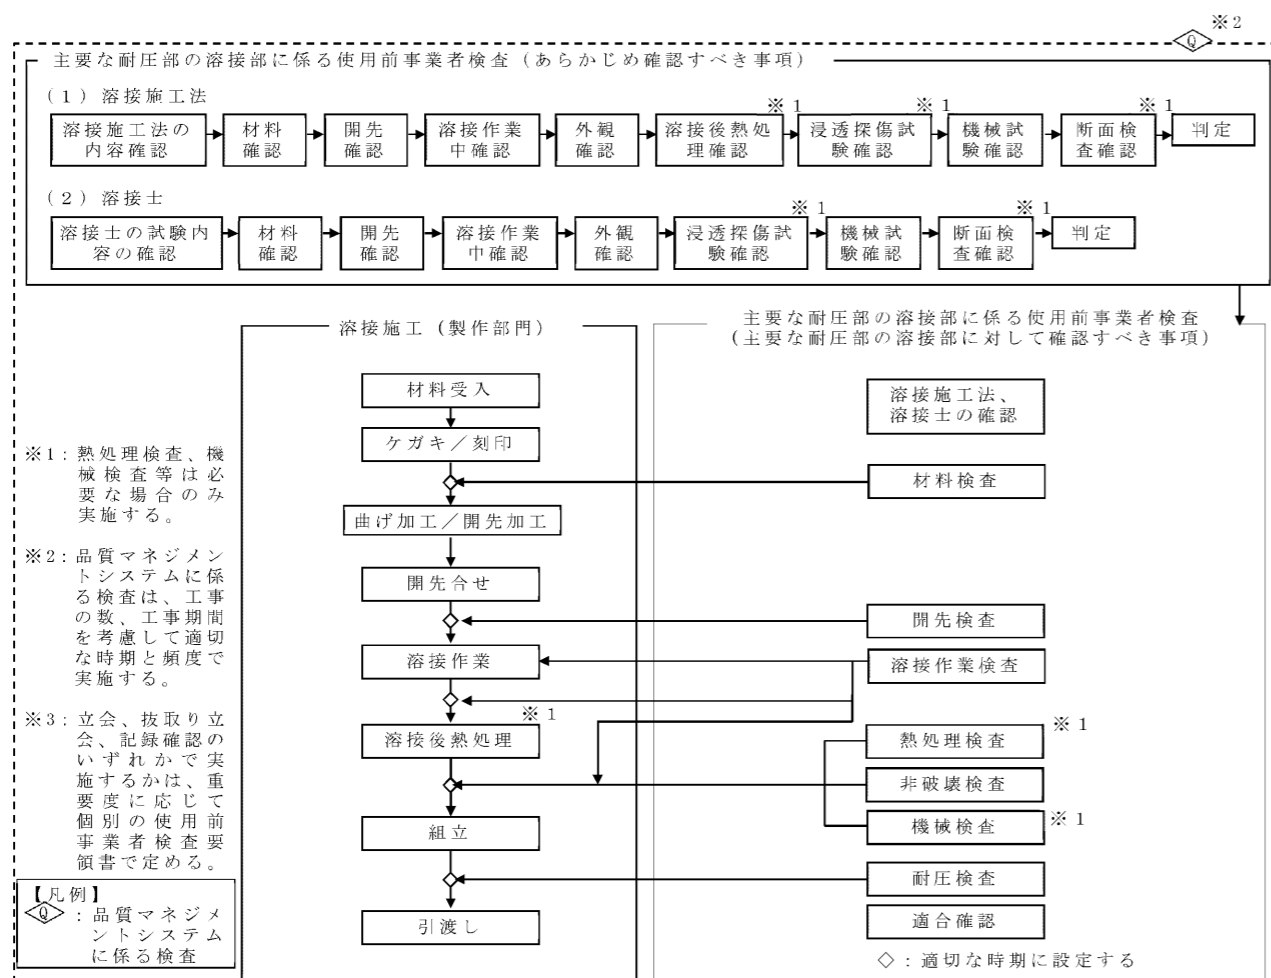 ※2
Q
主要な耐圧部の溶接部に係る使用前事業者検査（あらかじめ確認すべき事項）
（1）溶接施工法
※1
※1
※1
溶接施工法の
内容確認
材料
確認
開先
確認
溶接作業
中確認
外観
確認
溶接後熱処
理確認
浸透探傷試
験確認
機械試
験確認
断面検
査確認
判定
（2）溶接士
※1
※1
溶接士の試験内
容の確認
材料
確認
開先
確認
溶接作業
中確認
外観
確認
浸透探傷試
験確認
機械試
験確認
断面検
査確認
判定
溶接施工（製作部門）
材料受入
ケガキ／刻印
曲げ加工／開先加工
開先合せ
溶接作業
※1
溶接後熱処理
組立
引渡し
主要な耐圧部の溶接部に係る使用前事業者検査
（主要な耐圧部の溶接部に対して確認すべき事項）
溶接施工法、
溶接士の確認
材料検査
開先検査
溶接作業検査
熱処理検査
※1
非破壊検査
機械検査
※1
耐圧検査
適合確認
◇：適切な時期に設定する
※1：熱処理検査、機
械検査等は必
要な場合のみ
実施する。
※2：品質マネジメン
トシステムに係
る検査は、工事
の数、工事期間
を考慮して適切
な時期と頻度で
実施する。
※3：立会、抜取り立
会、記録確認の
いずれかで実
施するかは、重
要度に応じて
個別の使用前
事業者検査要
領書で定める。
【凡例】
Q：品質マネジメ
ントシステム
に係る検査